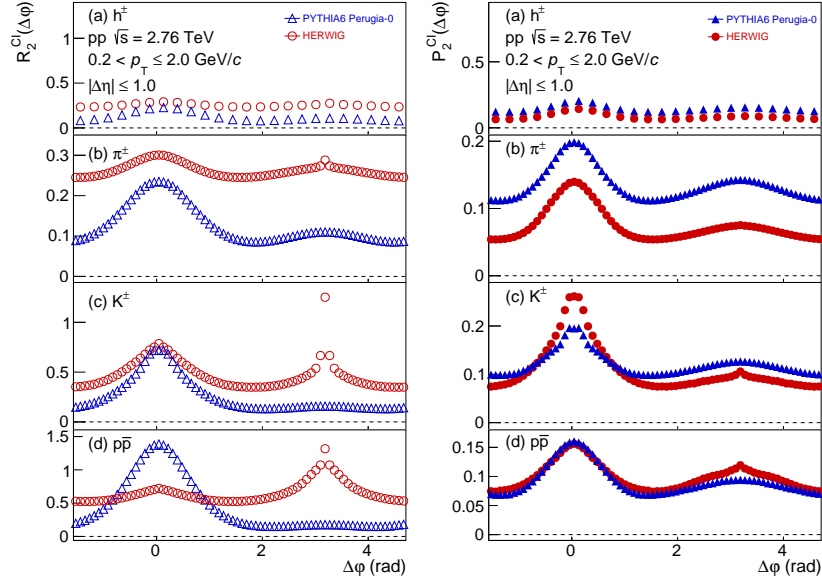 R₂^CI(Δφ)
(a) h±
pp √s = 2.76 TeV
0.2 < p_T ≤ 2.0 GeV/c
|Δη| ≤ 1.0
PYTHIA6 Perugia-0
HERWIG
1
0.5
0
(b) π±
0.3
0.2
0.1
0
(c) K±
1
0.5
0
(d) pp̅
1.5
1
0.5
0
0 2 4
Δφ (rad)
P₂^CI(Δφ)
(a) h±
pp √s = 2.76 TeV
0.2 < p_T ≤ 2.0 GeV/c
|Δη| ≤ 1.0
PYTHIA6 Perugia-0
HERWIG
0.5
0
(b) π±
0.2
0.1
0
(c) K±
0.2
0.1
0
(d) pp̅
0.15
0.1
0.05
0
0 2 4
Δφ (rad)